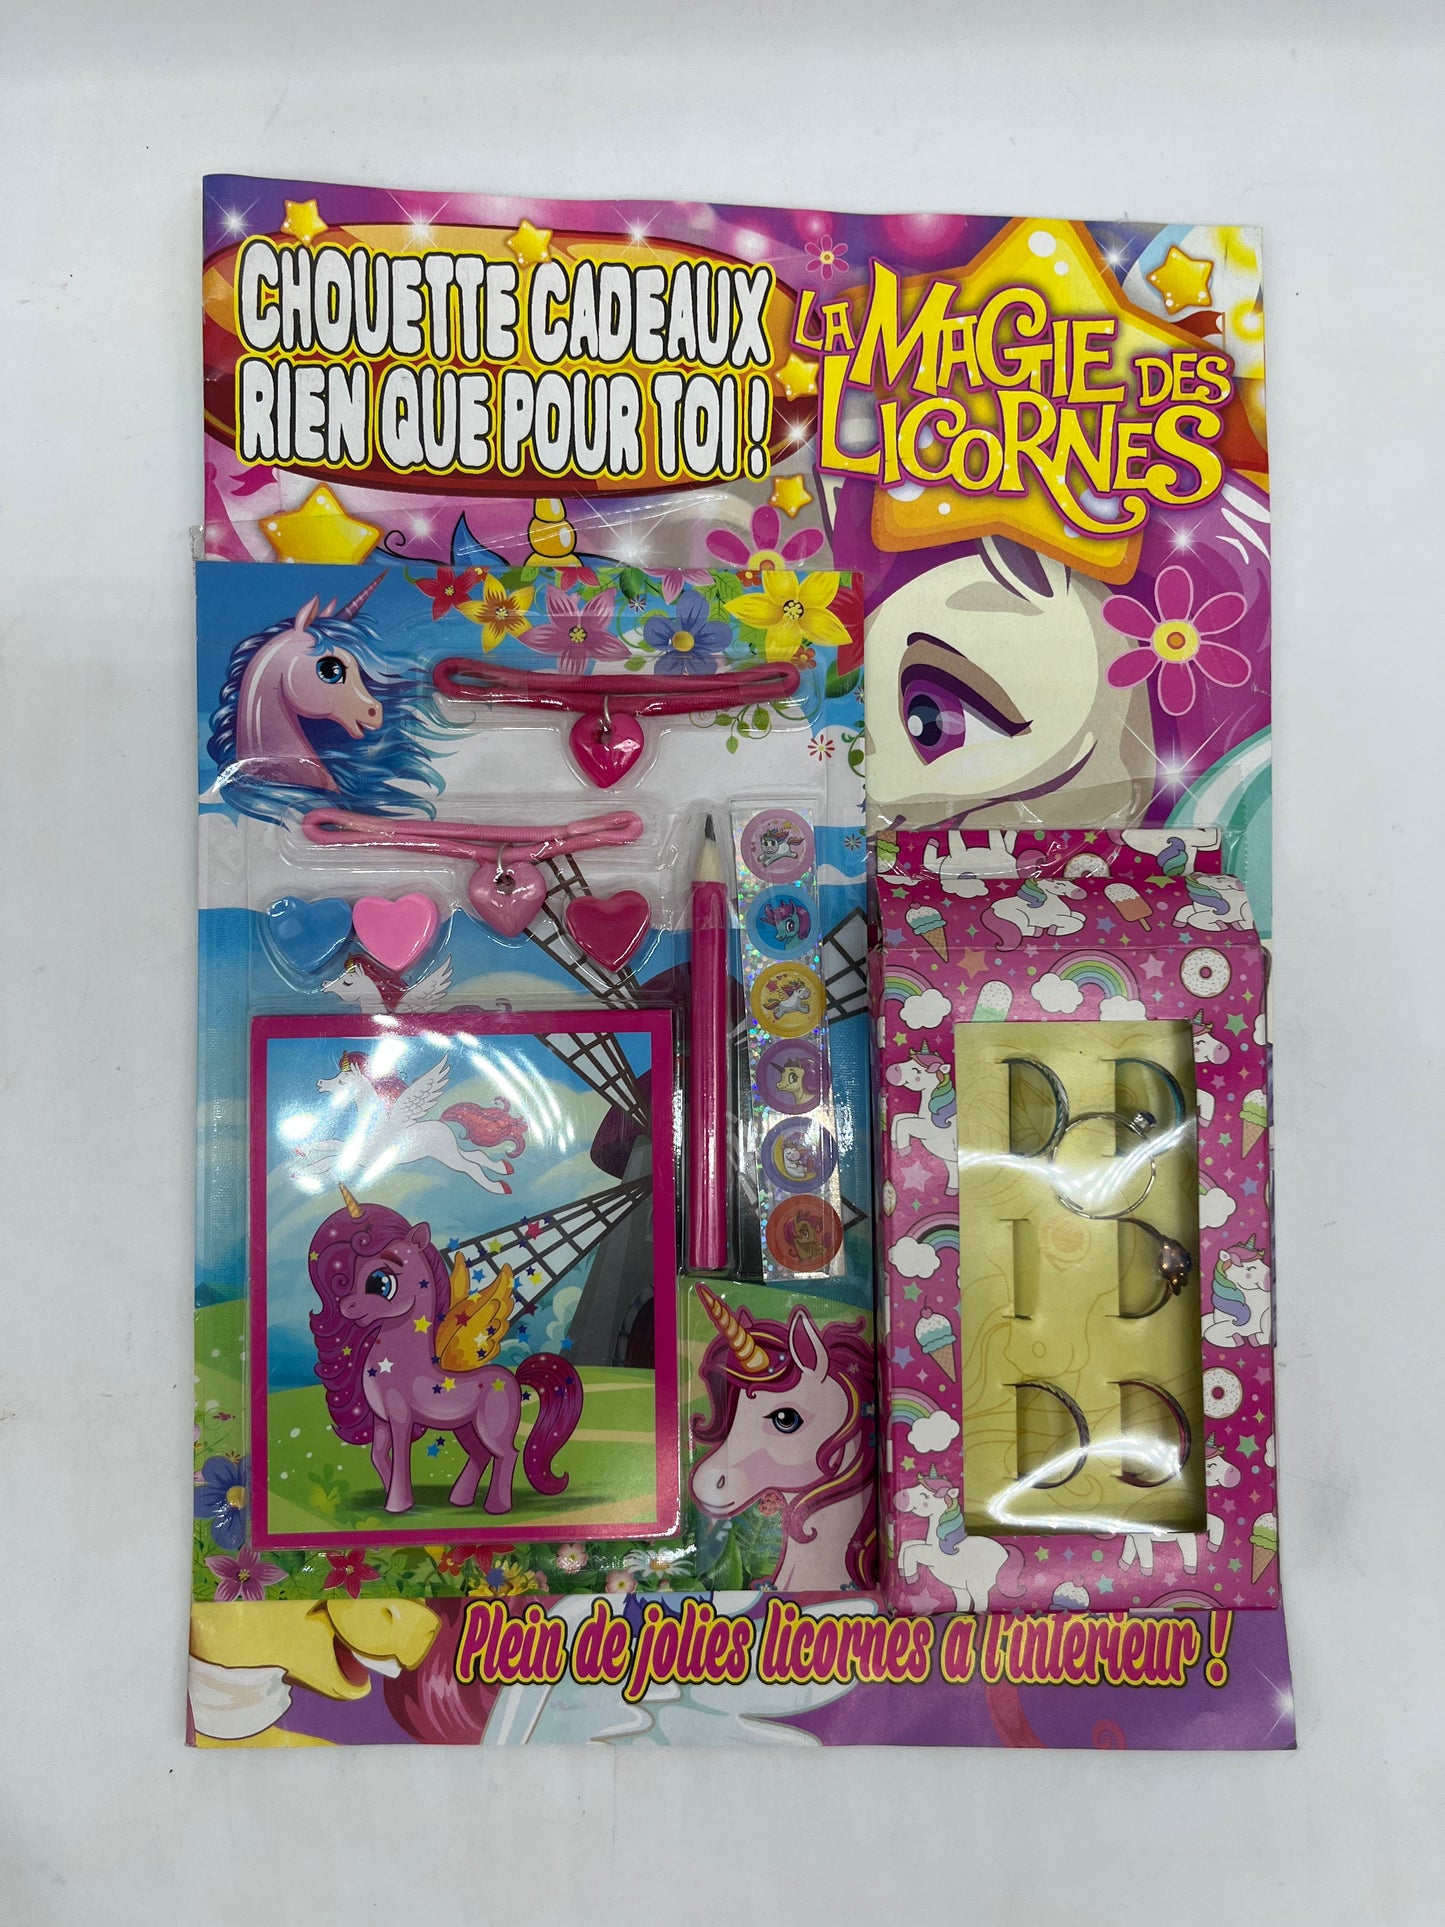 CHOUETTE CADEAUX
RIEN QUE POUR TOI !
LA MAGIE DES
LICORNES
Plein de jolies licornes a l'intérieur !